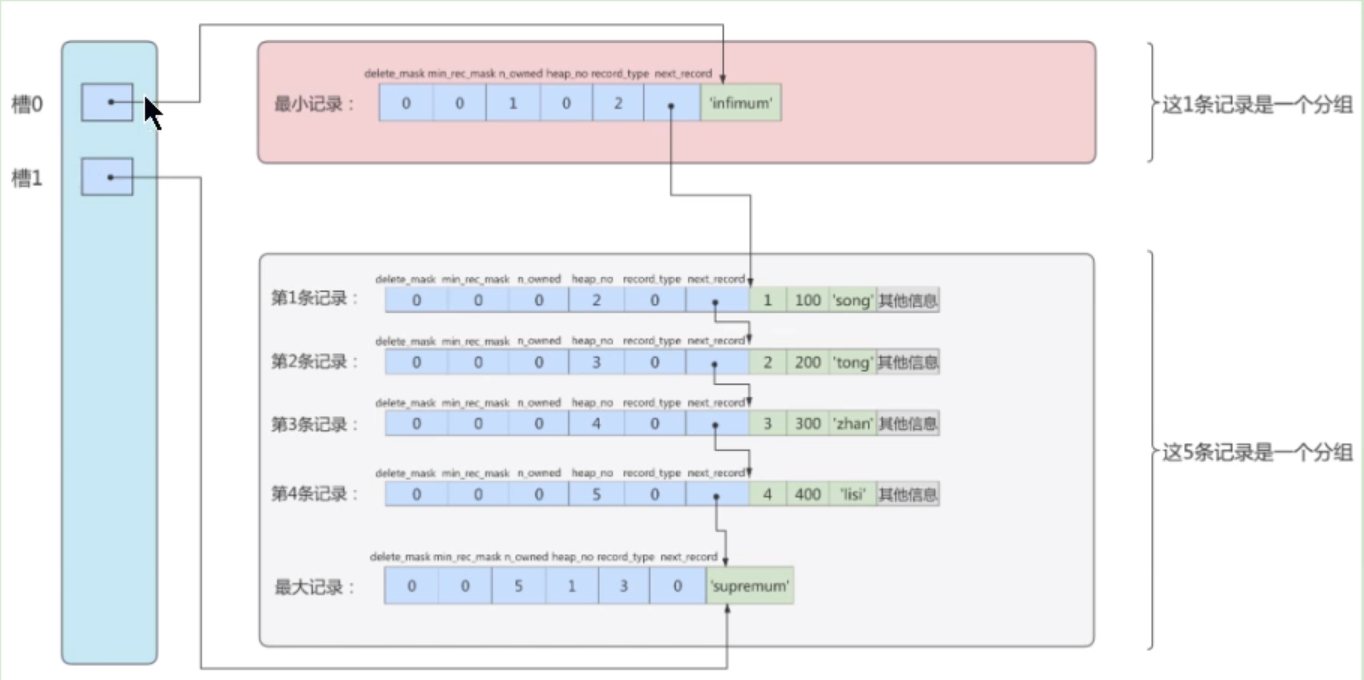 delete_mask min_rec_mask n_owned heap_no record_type next_record
槽0 最小记录： 0 0 1 0 2 'infimum' 这1条记录是一个分组
槽1
delete_mask min_rec_mask n_owned heap_no record_type next_record
第1条记录： 0 0 0 2 0 1 100 'song' 其他信息
delete_mask min_rec_mask n_owned heap_no record_type next_record
第2条记录： 0 0 0 3 0 2 200 'tong' 其他信息
delete_mask min_rec_mask n_owned heap_no record_type next_record
第3条记录： 0 0 0 4 0 3 300 'zhan' 其他信息
这5条记录是一个分组
delete_mask min_rec_mask n_owned heap_no record_type next_record
第4条记录： 0 0 0 5 0 4 400 'lisi' 其他信息
delete_mask min_rec_mask n_owned heap_no record_type next_record
最大记录： 0 0 5 1 3 0 'supremum'